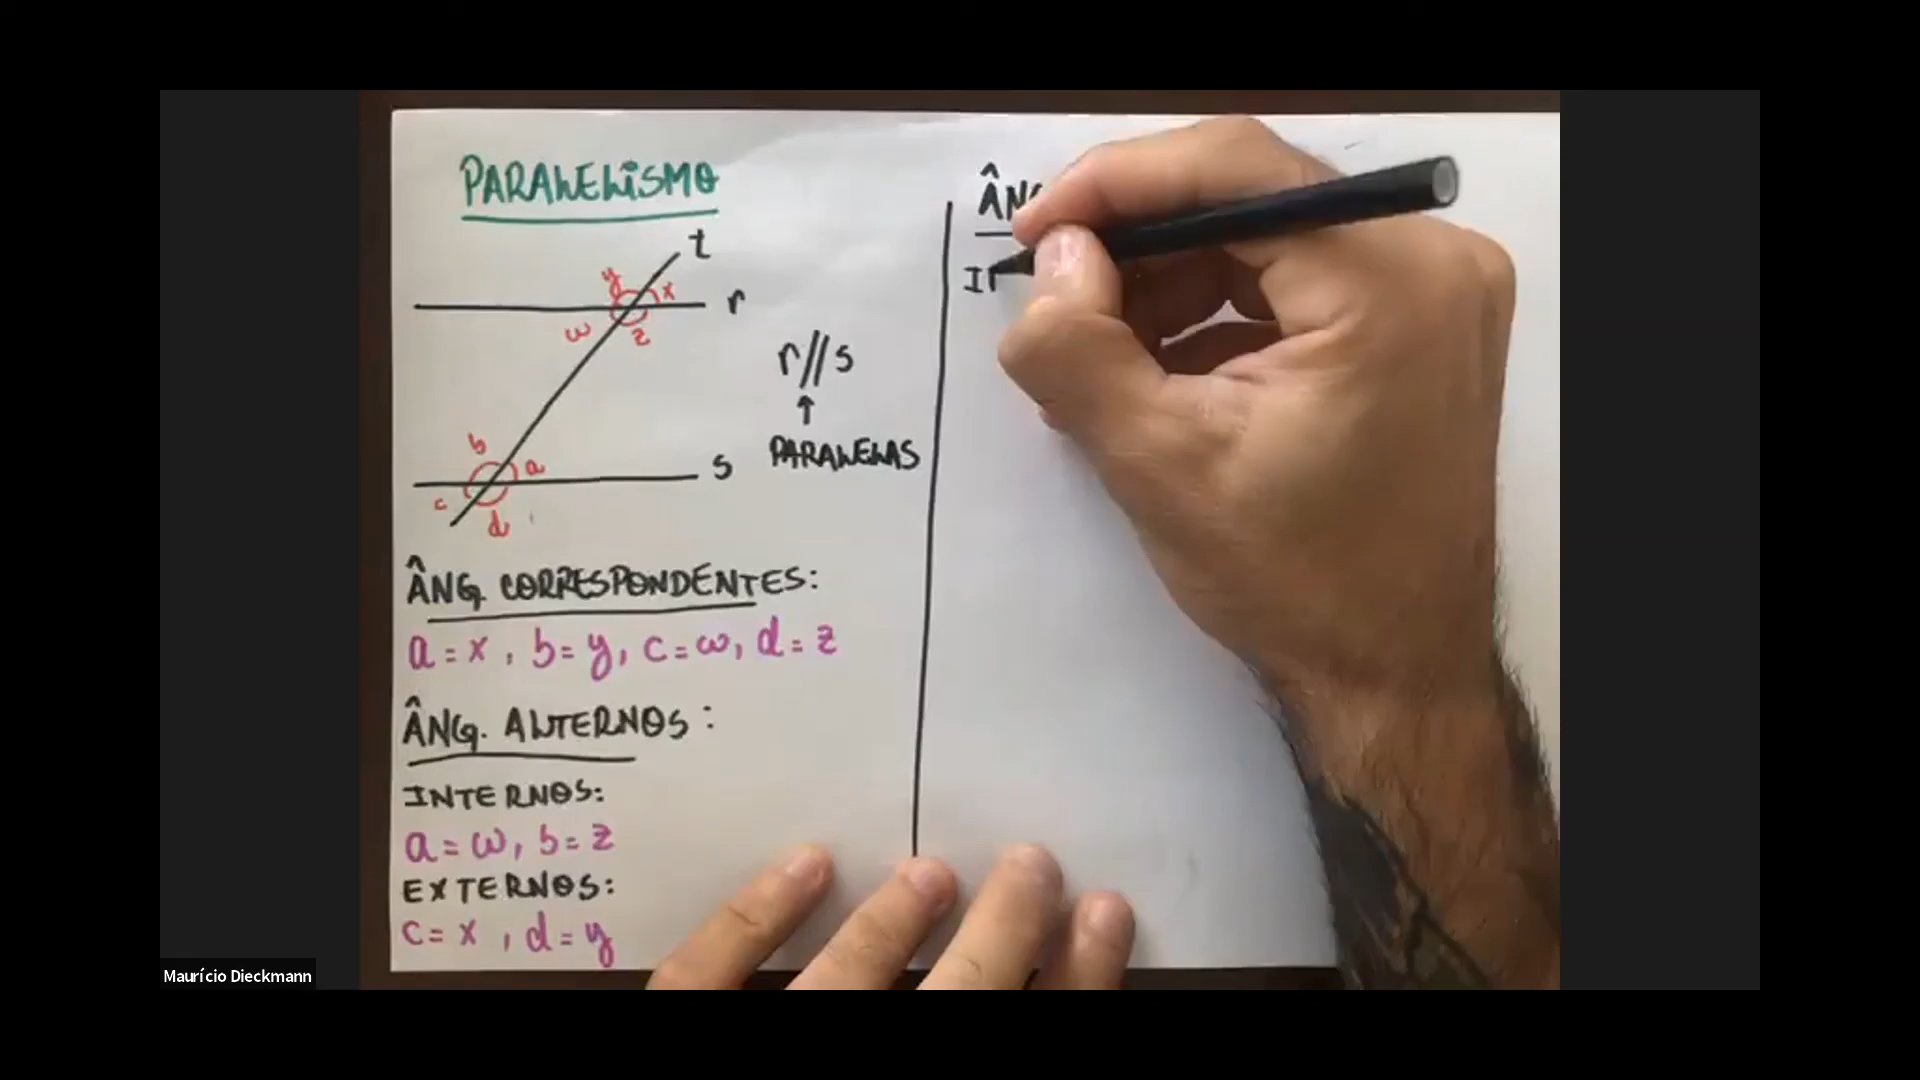 PARALELISMO
t
y
x
r
w
z
r//s
↑
PARALELAS
b
a
s
c
d
ÂNG. CORRESPONDENTES:
a = x , b = y, c = w, d = z
ÂNG. ALTERNOS:
INTERNOS:
a = w, b = z
EXTERNOS:
c = x , d = y
Maurício Dieckmann